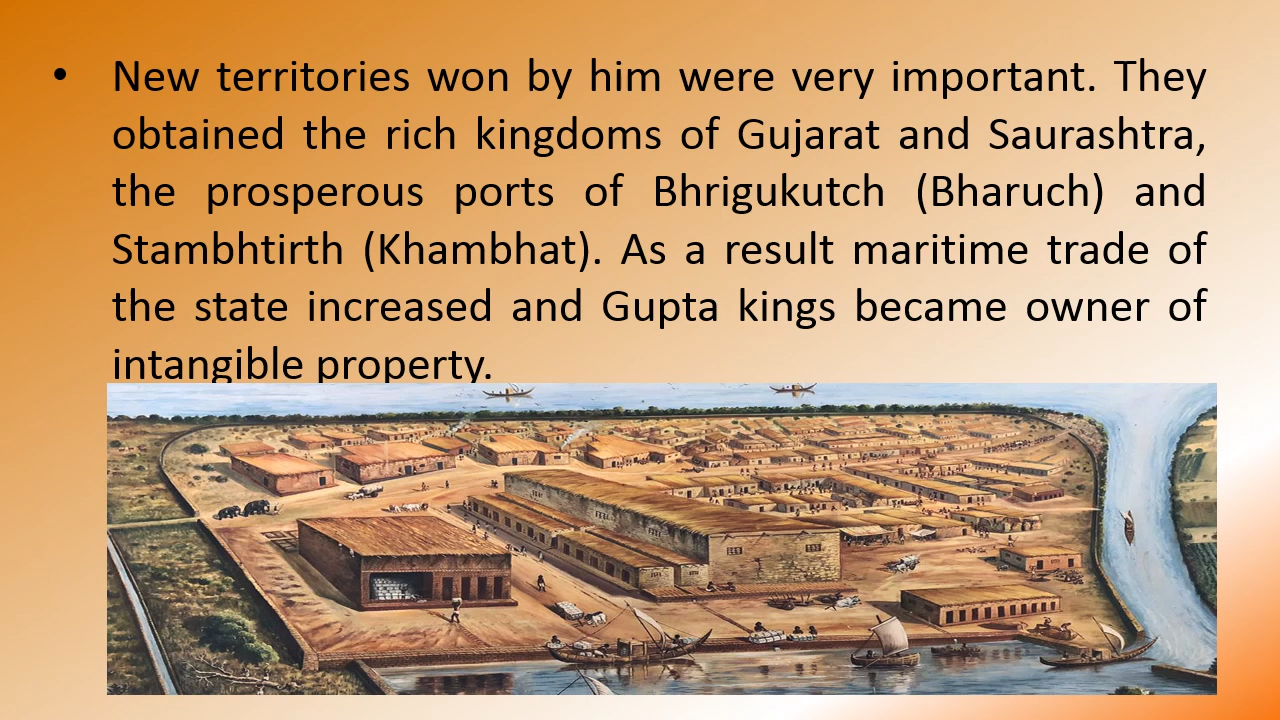 • New territories won by him were very important. They
obtained the rich kingdoms of Gujarat and Saurashtra,
the prosperous ports of Bhrigukutch (Bharuch) and
Stambhtirth (Khambhat). As a result maritime trade of
the state increased and Gupta kings became owner of
intangible property.